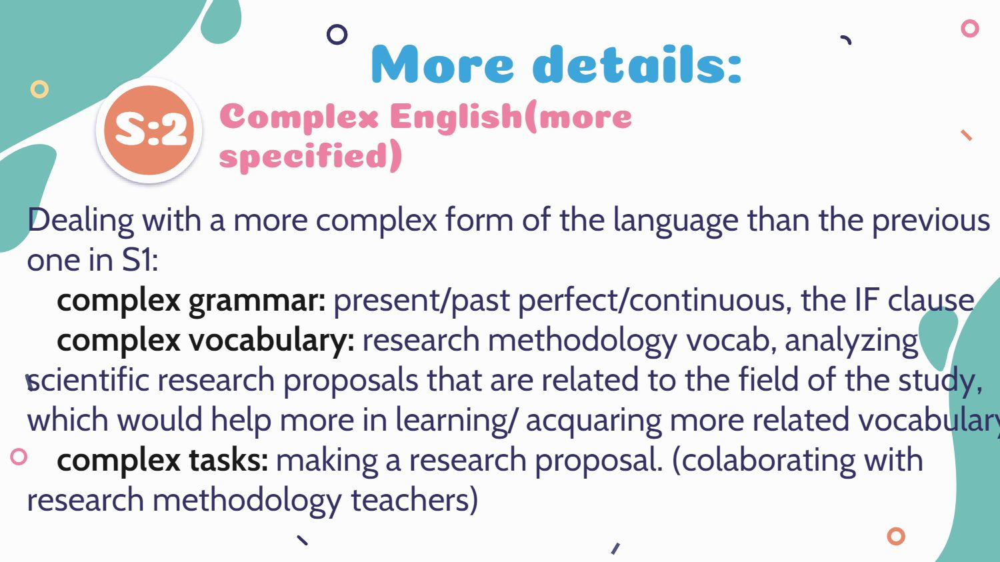 More details:
S:2
Complex English(more
specified)
Dealing with a more complex form of the language than the previous
one in S1:
complex grammar: present/past perfect/continuous, the IF clause
complex vocabulary: research methodology vocab, analyzing
scientific research proposals that are related to the field of the study,
which would help more in learning/ acquaring more related vocabulary
complex tasks: making a research proposal. (colaborating with
research methodology teachers)